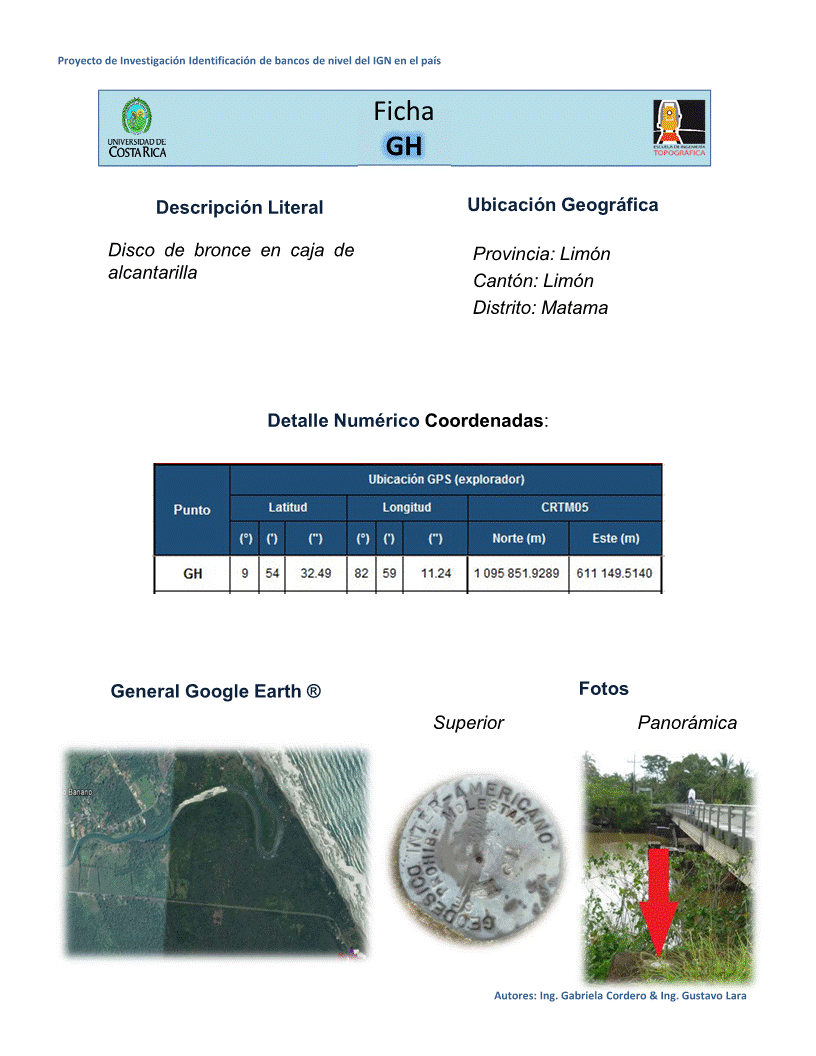 Proyecto de Investigación Identificación de bancos de nivel del IGN en el país
UNIVERSIDAD DE
COSTA RICA
Ficha
GH
ESCUELA DE INGENIERÍA
TOPOGRÁFICA
Descripción Literal
Disco de bronce en caja de
alcantarilla
Ubicación Geográfica
Provincia: Limón
Cantón: Limón
Distrito: Matama
Detalle Numérico Coordenadas:
Punto
Ubicación GPS (explorador)
Latitud Longitud CRTM05
(°) (') (") (°) (') (") Norte (m) Este (m)
GH 9 54 32.49 82 59 11.24 1 095 851.9289 611 149.5140
General Google Earth ®
Fotos
Superior Panorámica
Banano
INTER-AMERICANO
GEODESICO
SE PROHIBE MOLESTAR
Autores: Ing. Gabriela Cordero & Ing. Gustavo Lara